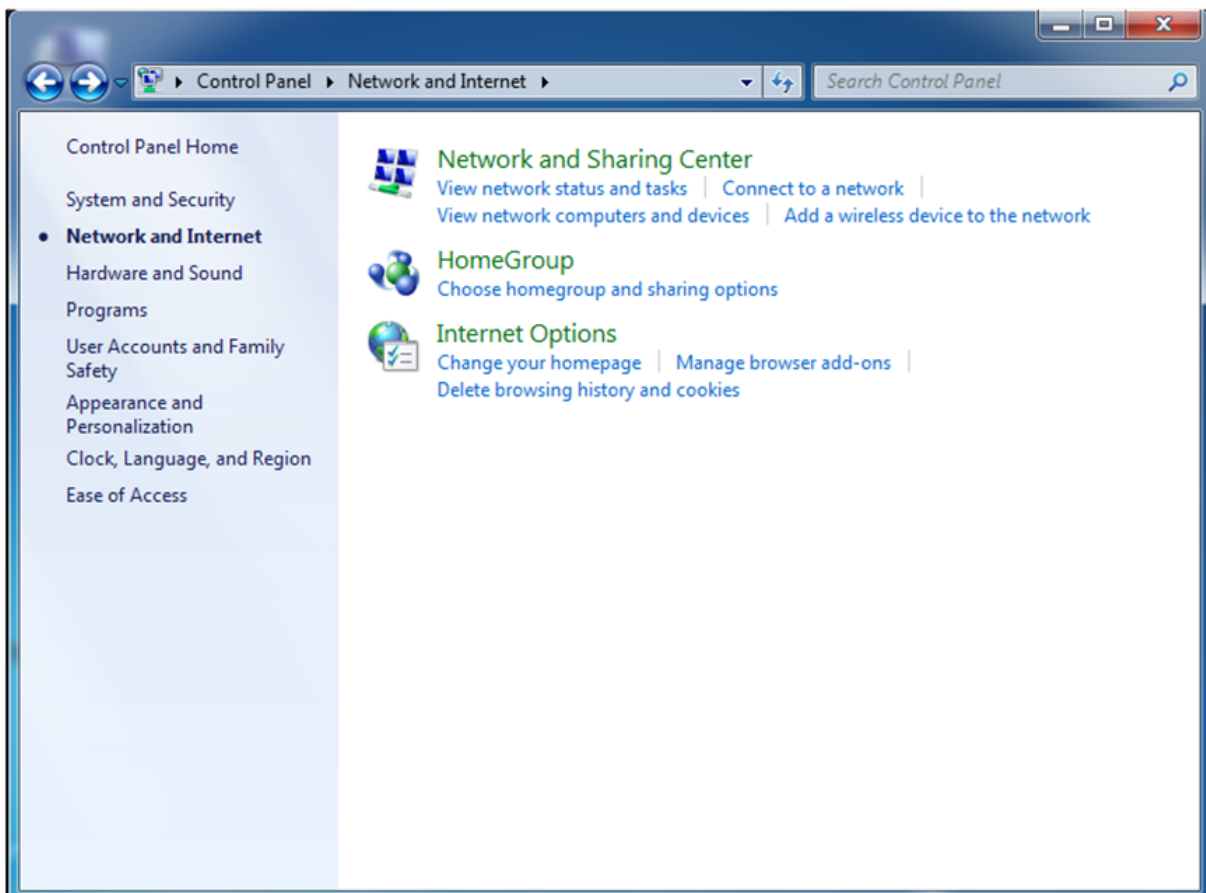 Control Panel Network and Internet
Search Control Panel
Control Panel Home
System and Security
Network and Internet
Hardware and Sound
Programs
User Accounts and Family
Safety
Appearance and
Personalization
Clock, Language, and Region
Ease of Access
Network and Sharing Center
View network status and tasks Connect to a network
View network computers and devices Add a wireless device to the network
HomeGroup
Choose homegroup and sharing options
Internet Options
Change your homepage Manage browser add-ons
Delete browsing history and cookies